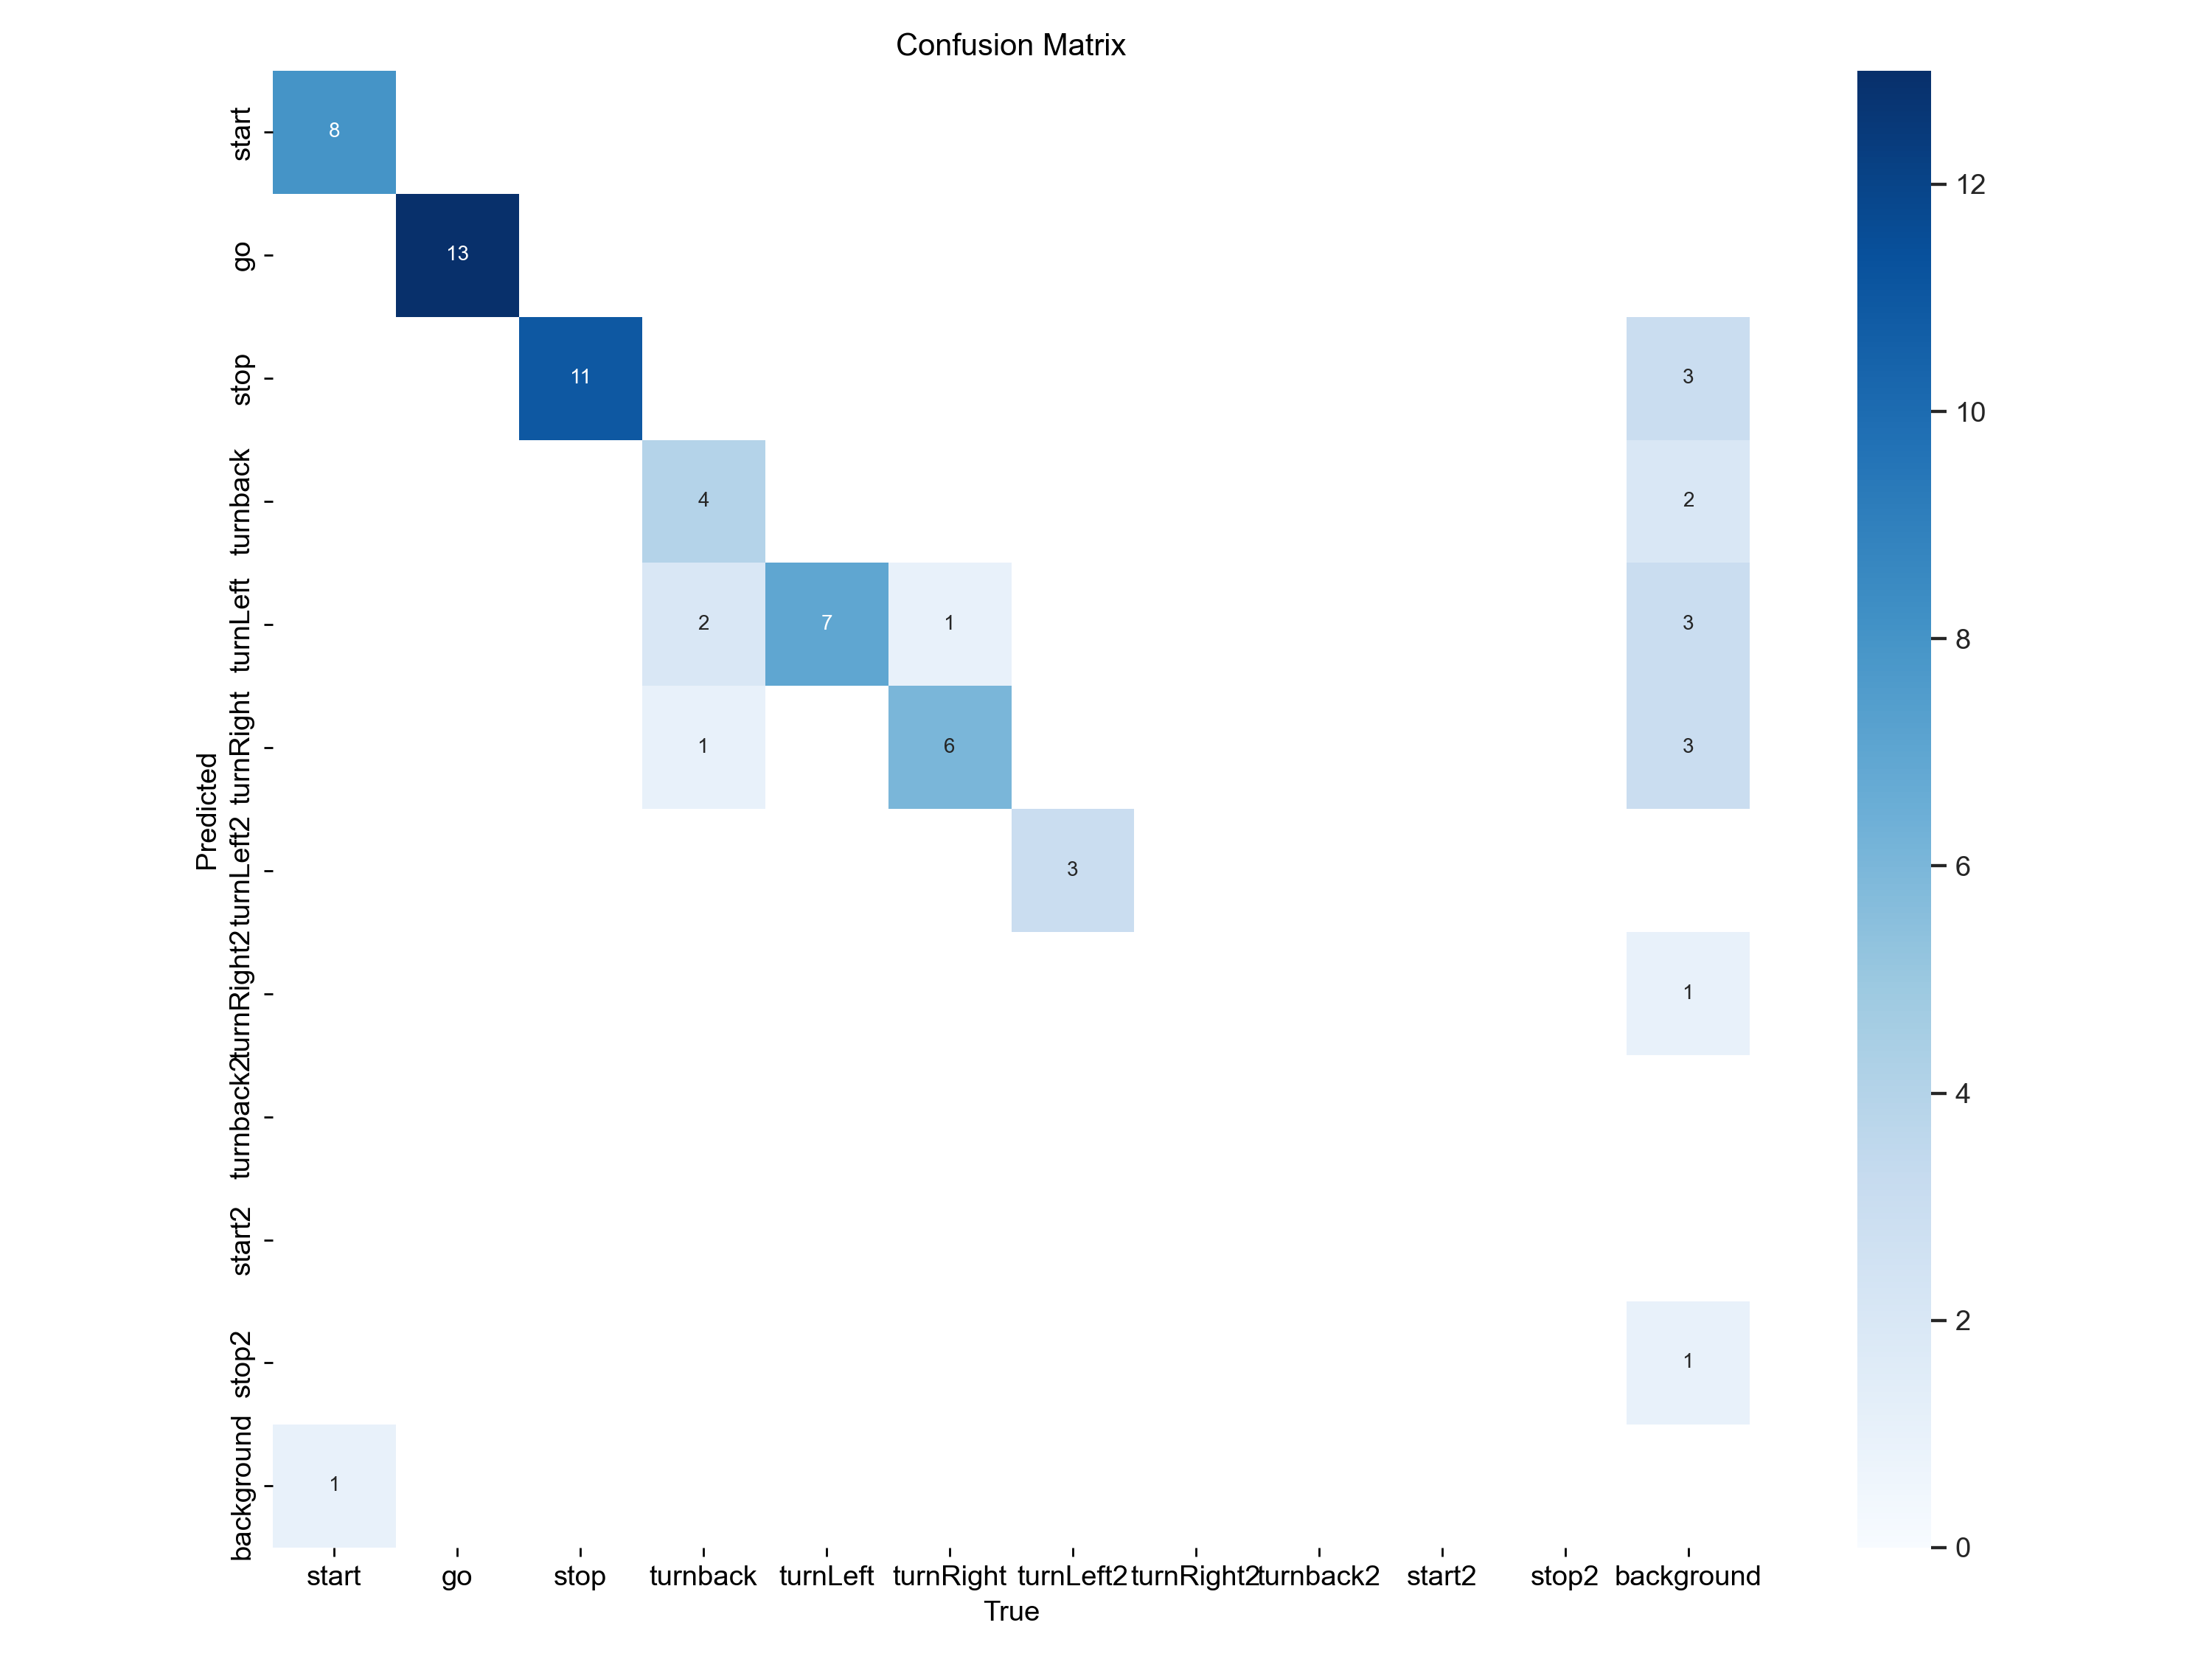 Confusion Matrix
start
8
go
13
stop
11
3
turnback
4
2
turnLeft
2
7
1
3
turnRight
1
6
3
turnLeft2
3
turnRight2
1
turnback2
start2
stop2
1
background
1
Predicted
start go stop turnback turnLeft turnRight turnLeft2 turnRight2 turnback2 start2 stop2 background
True
12
10
8
6
4
2
0